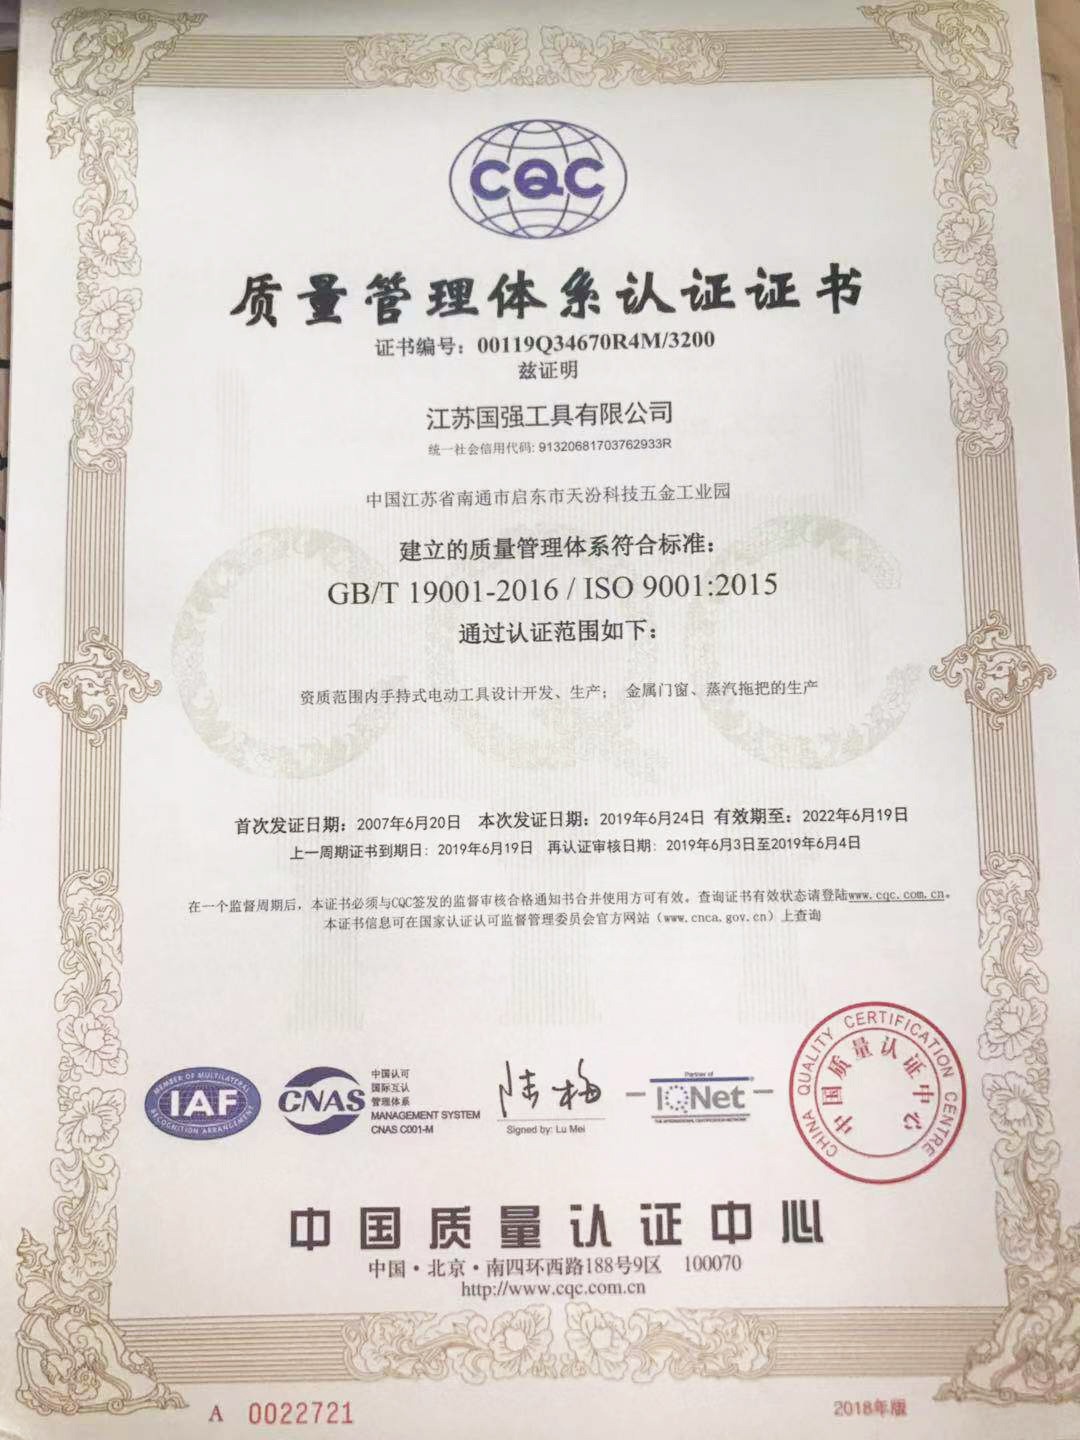 CQC
质量管理体系认证证书
证书编号：00119Q34670R4M/3200
兹证明
江苏国强工具有限公司
统一社会信用代码: 91320681703762933R
中国江苏省南通市启东市天汾科技五金工业园
建立的质量管理体系符合标准：
GB/T 19001-2016 / ISO 9001:2015
通过认证范围如下：
资质范围内手持式电动工具设计开发、生产； 金属门窗、蒸汽拖把的生产
首次发证日期：2007年6月20日 本次发证日期：2019年6月24日 有效期至：2022年6月19日
上一周期证书到期日：2019年6月19日 再认证审核日期：2019年6月3日至2019年6月4日
在一个监督周期后，本证书必须与CQC签发的监督审核合格通知书合并使用方可有效。查询证书有效状态请登陆www.cqc.com.cn。
本证书信息可在国家认证认可监督管理委员会官方网站（www.cnca.gov.cn）上查询
MEMBER OF MULTILATERAL
IAF
RECOGNITION ARRANGEMENT
CNAS
中国认可
国际互认
管理体系
MANAGEMENT SYSTEM
CNAS C001-M
陆梅
Signed by: Lu Mei
Partner of
IQNet
THE INTERNATIONAL CERTIFICATION NETWORK
CHINA QUALITY CERTIFICATION CENTRE
中国质量认证中心
中国质量认证中心
中国・北京・南四环西路188号9区 100070
http://www.cqc.com.cn
A 0022721
2018年版